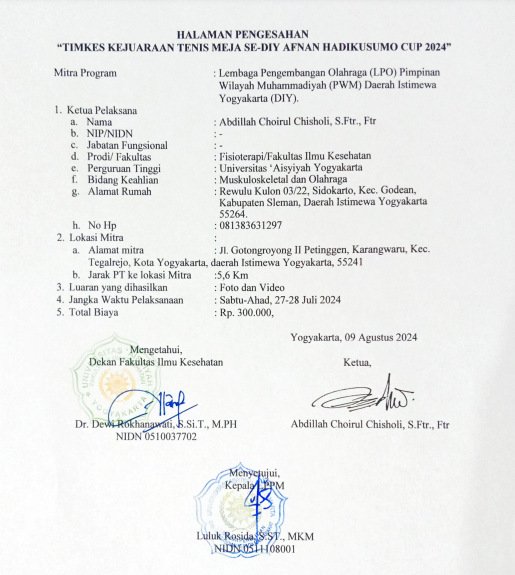 HALAMAN PENGESAHAN
“TIMKES KEJUARAAN TENIS MEJA SE-DIY AFNAN HADIKUSUMO CUP 2024”
Mitra Program : Lembaga Pengembangan Olahraga (LPO) Pimpinan
Wilayah Muhammadiyah (PWM) Daerah Istimewa
Yogyakarta (DIY).
1. Ketua Pelaksana
a. Nama : Abdillah Choirul Chisholi, S.Ftr., Ftr
b. NIP/NIDN : -
c. Jabatan Fungsional : -
d. Prodi/ Fakultas : Fisioterapi/Fakultas Ilmu Kesehatan
e. Perguruan Tinggi : Universitas ‘Aisyiyah Yogyakarta
f. Bidang Keahlian : Muskuloskeletal dan Olahraga
g. Alamat Rumah : Rewulu Kulon 03/22, Sidokarto, Kec. Godean,
Kabupaten Sleman, Daerah Istimewa Yogyakarta
55264.
h. No Hp : 081383631297
2. Lokasi Mitra :
a. Alamat mitra : Jl. Gotongroyong II Petinggen, Karangwaru, Kec.
Tegalrejo, Kota Yogyakarta, daerah Istimewa Yogyakarta, 55241
b. Jarak PT ke lokasi Mitra :5,6 Km
3. Luaran yang dihasilkan : Foto dan Video
4. Jangka Waktu Pelaksanaan : Sabtu-Ahad, 27-28 Juli 2024
5. Total Biaya : Rp. 300.000,
Yogyakarta, 09 Agustus 2024
Mengetahui,
Dekan Fakultas Ilmu Kesehatan Ketua,
Dr. Dewi Rokhanawati, S.Si.T., M.PH Abdillah Choirul Chisholi, S.Ftr., Ftr
NIDN 0510037702
Menyetujui,
Kepala LPPM
Luluk Rosida, S.ST., MKM
NIDN 0511108001